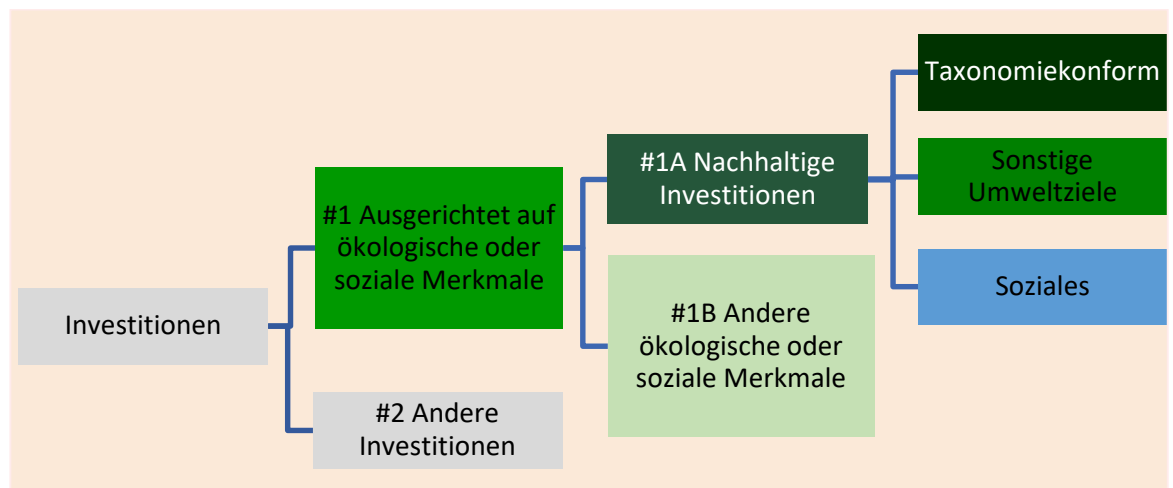 Investitionen
#1 Ausgerichtet auf
ökologische oder
soziale Merkmale
#2 Andere
Investitionen
#1A Nachhaltige
Investitionen
#1B Andere
ökologische oder
soziale Merkmale
Taxonomiekonform
Sonstige
Umweltziele
Soziales